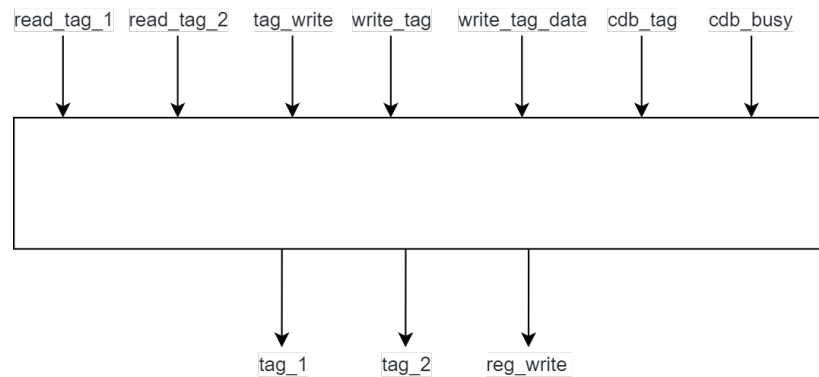 read_tag_1 read_tag_2 tag_write write_tag write_tag_data cdb_tag cdb_busy
tag_1 tag_2 reg_write